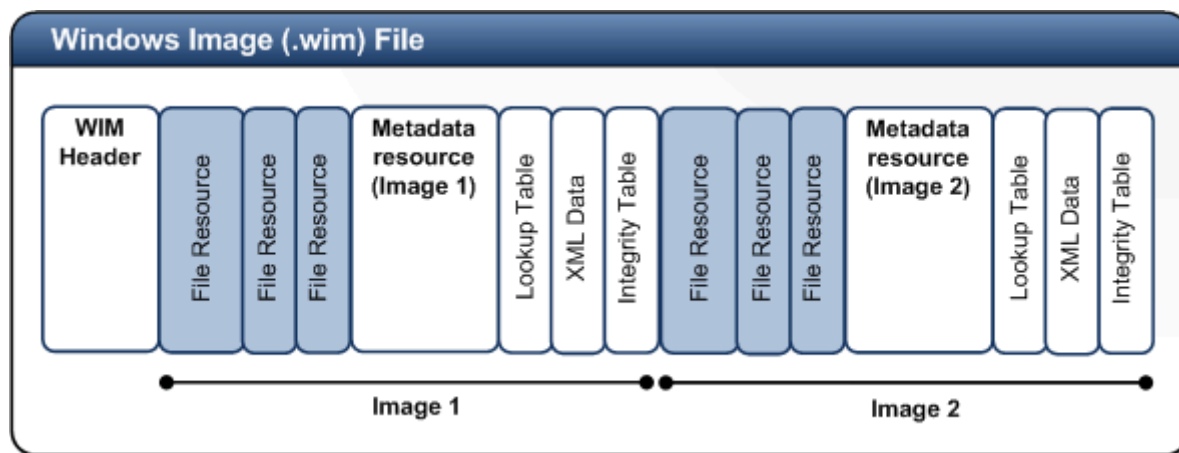 Windows Image (.wim) File
WIM
Header
File Resource
File Resource
File Resource
Metadata
resource
(Image 1)
Lookup Table
XML Data
Integrity Table
File Resource
File Resource
File Resource
Metadata
resource
(Image 2)
Lookup Table
XML Data
Integrity Table
Image 1
Image 2